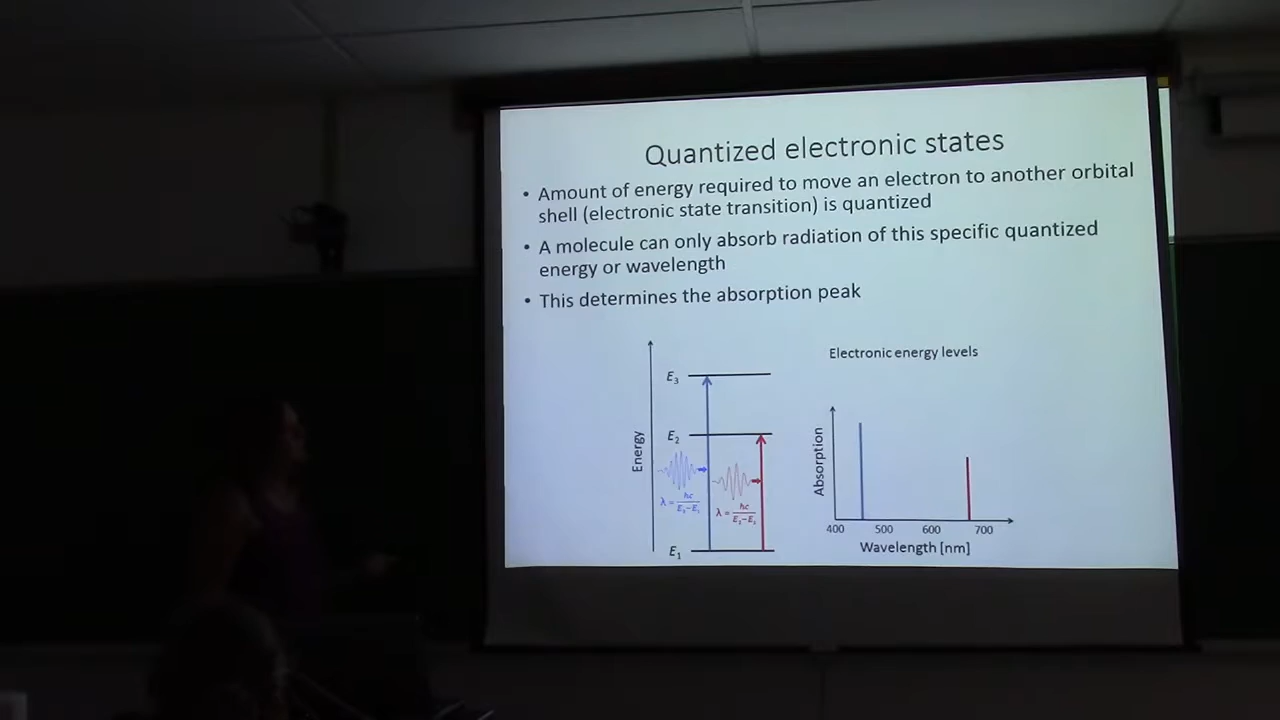 Quantized electronic states
• Amount of energy required to move an electron to another orbital
shell (electronic state transition) is quantized
• A molecule can only absorb radiation of this specific quantized
energy or wavelength
• This determines the absorption peak
Electronic energy levels
Energy
E₃
E₂
E₁
λ = hc
λ = hc
Absorption
400 500 600 700
Wavelength [nm]